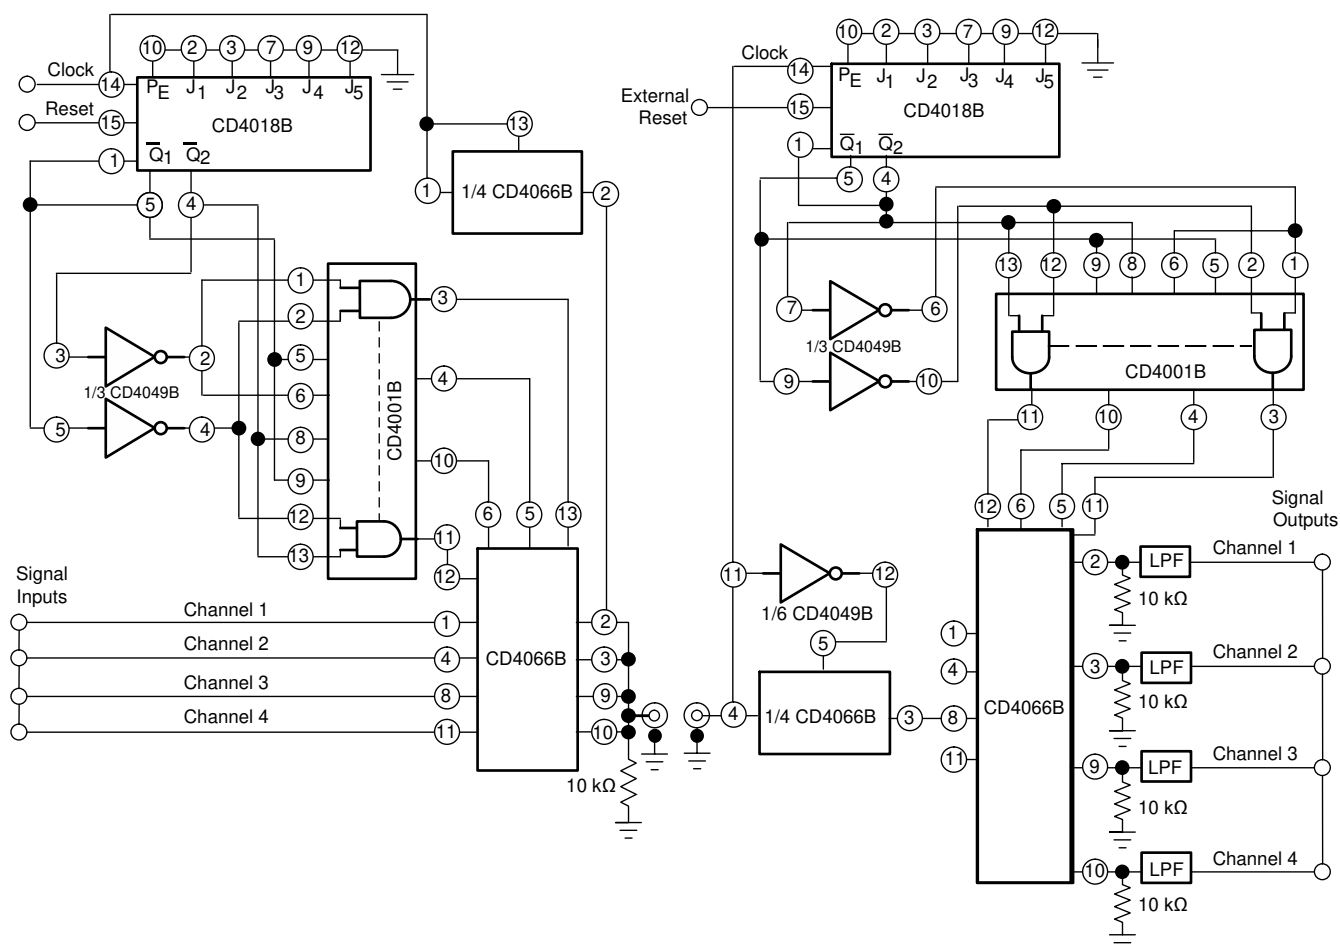 Clock
14
10 2 3 7 9 12
PE J1 J2 J3 J4 J5
CD4018B
Reset
15
1
Q̅1 Q̅2
5 4
13
1
1/4 CD4066B
2
3
2
1/3 CD4049B
5
4
1
2
5
6
8
9
12
13
CD4001B
3
4
10
11
12
6 5 13
Signal
Inputs
Channel 1
1
Channel 2
4
Channel 3
8
Channel 4
11
CD4066B
2
3
9
10
10 kΩ
Clock
14
10 2 3 7 9 12
PE J1 J2 J3 J4 J5
CD4018B
External
Reset
15
1
Q̅1 Q̅2
5 4
7
6
1/3 CD4049B
9
10
13 12 9 8 6 5 2 1
CD4001B
11 10 4 3
12 6 5 11
11
12
1/6 CD4049B
5
4
1/4 CD4066B
3
1
4
8
11
CD4066B
Signal
Outputs
2
LPF
Channel 1
10 kΩ
3
LPF
Channel 2
10 kΩ
9
LPF
Channel 3
10 kΩ
10
LPF
Channel 4
10 kΩ